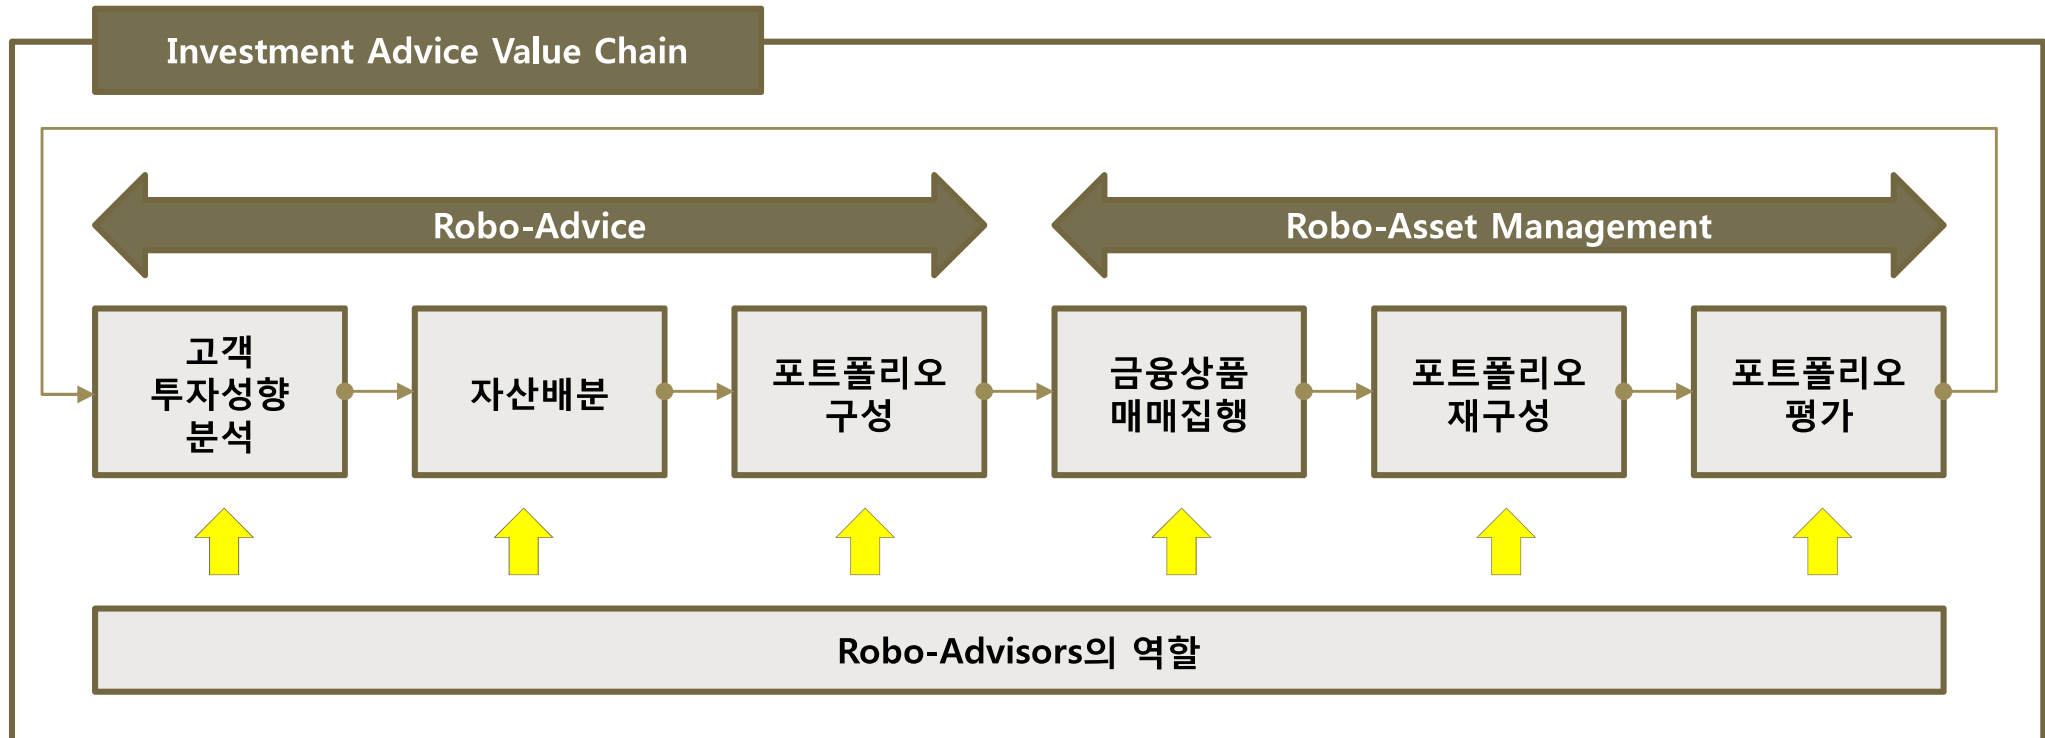 Investment Advice Value Chain
Robo-Advice
Robo-Asset Management
고객
투자성향
분석
자산배분
포트폴리오
구성
금융상품
매매집행
포트폴리오
재구성
포트폴리오
평가
Robo-Advisors의 역할